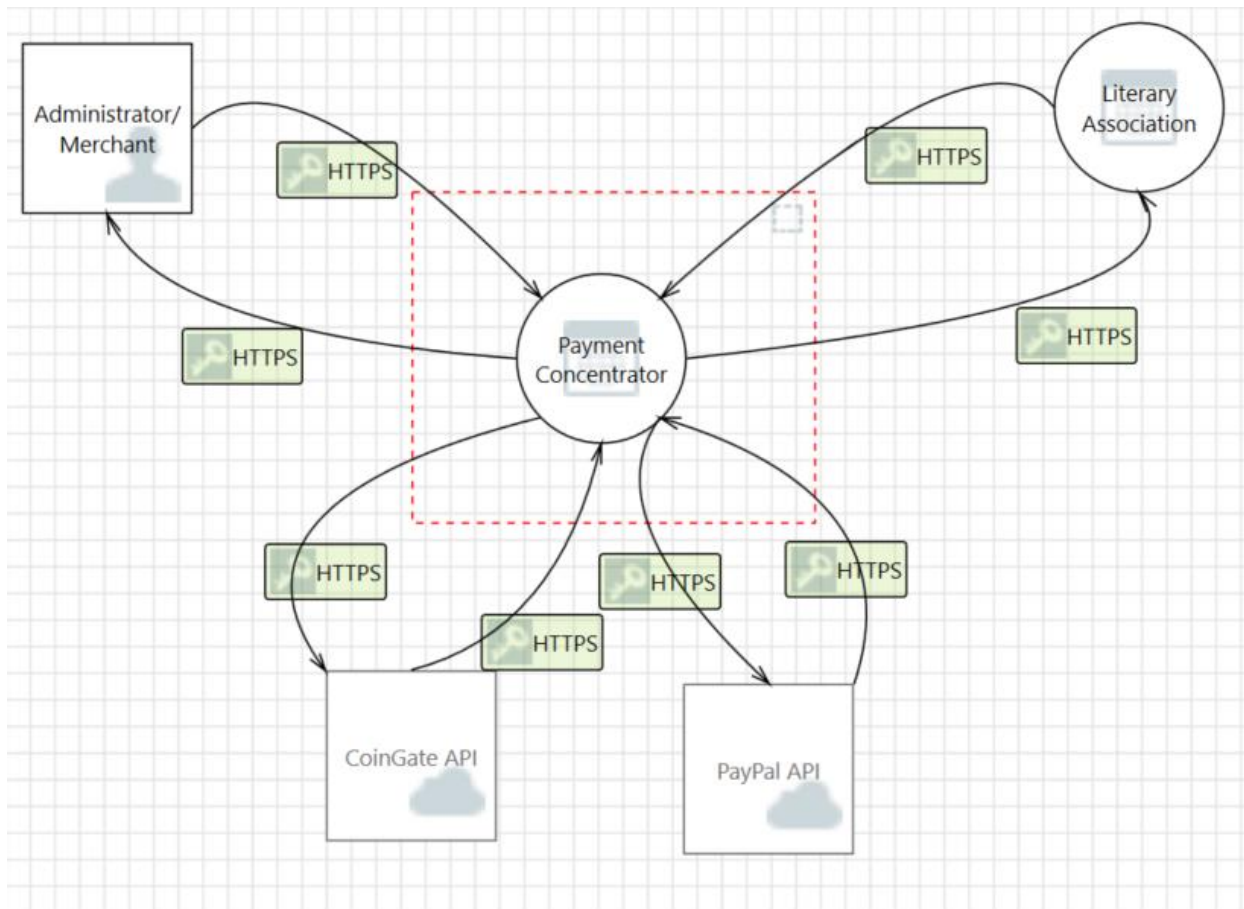 Administrator/
Merchant
Literary
Association
HTTPS
HTTPS
HTTPS
HTTPS
Payment
Concentrator
HTTPS
HTTPS
HTTPS
HTTPS
CoinGate API
PayPal API